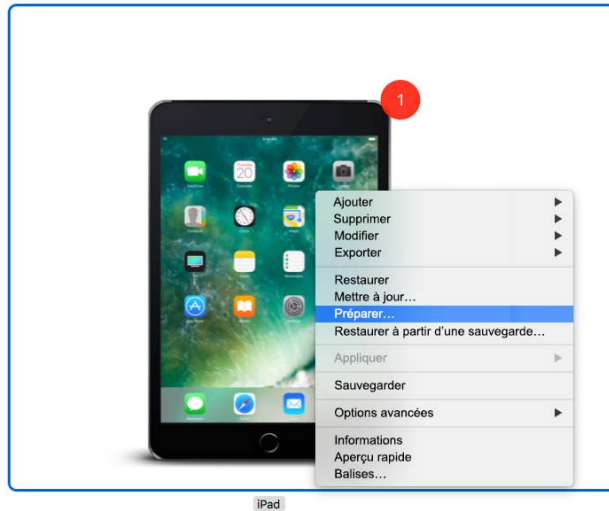 1
20
Ajouter
Supprimer
Modifier
Exporter
Restaurer
Mettre à jour…
Préparer…
Restaurer à partir d'une sauvegarde…
Appliquer
Sauvegarder
Options avancées
Informations
Aperçu rapide
Balises…
iPad